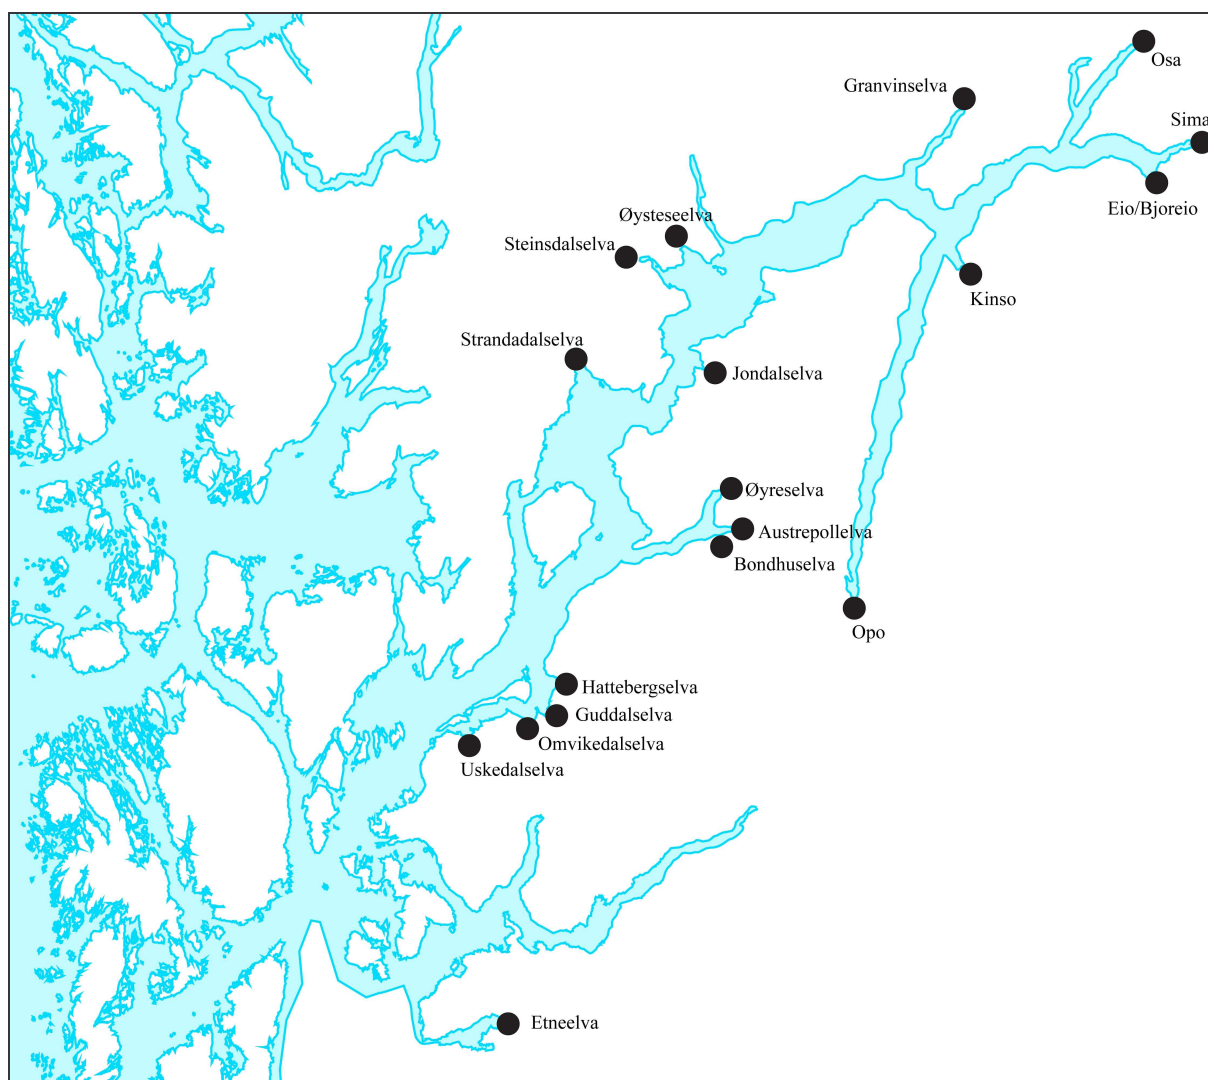 Osa
Granvinselva
Sima
Eio/Bjoreio
Øysteseelva
Steinsdalselva
Kinso
Strandadalselva
Jondalselva
Øyreselva
Austrepollelva
Bondhuselva
Opo
Hattebergselva
Guddalselva
Omvikedalselva
Uskedalselva
Etneelva